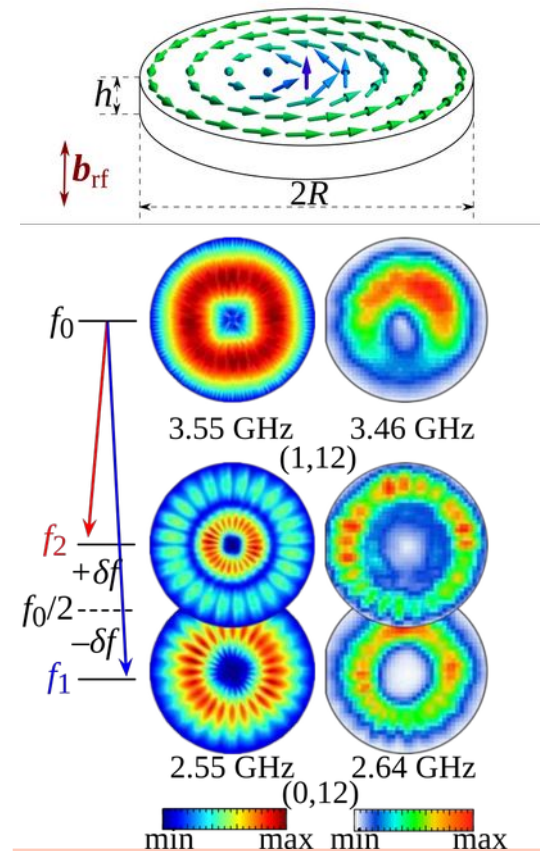 h
b_rf
2R
f₀
3.55 GHz 3.46 GHz
(1,12)
f₂
+δf
f₀/2
−δf
f₁
2.55 GHz 2.64 GHz
(0,12)
min max min max